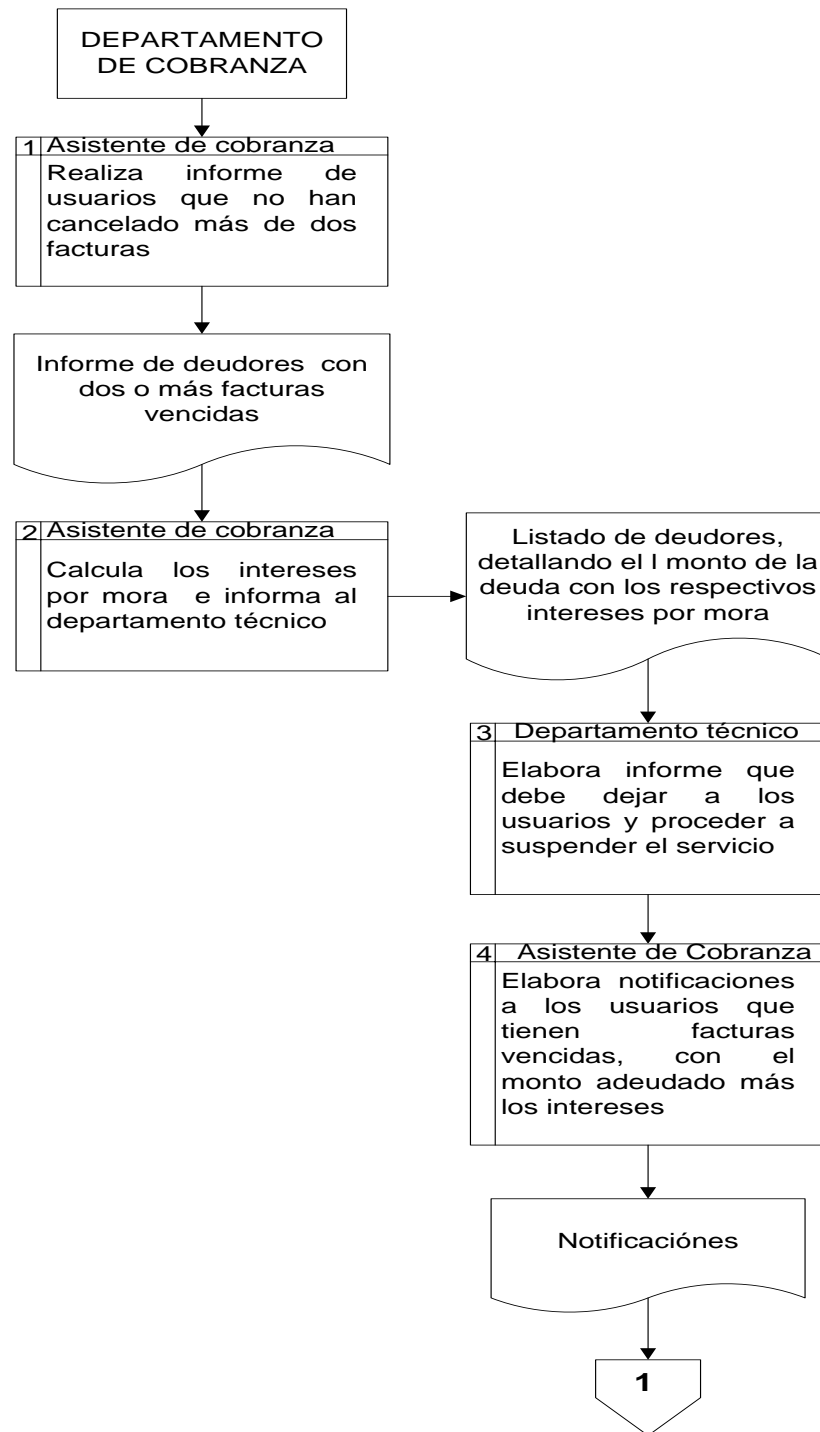 DEPARTAMENTO
DE COBRANZA
1 Asistente de cobranza
Realiza informe de
usuarios que no han
cancelado más de dos
facturas
Informe de deudores con
dos o más facturas
vencidas
2 Asistente de cobranza
Calcula los intereses
por mora e informa al
departamento técnico
Listado de deudores,
detallando el l monto de la
deuda con los respectivos
intereses por mora
3 Departamento técnico
Elabora informe que
debe dejar a los
usuarios y proceder a
suspender el servicio
4 Asistente de Cobranza
Elabora notificaciones
a los usuarios que
tienen facturas
vencidas, con el
monto adeudado más
los intereses
Notificaciónes
1